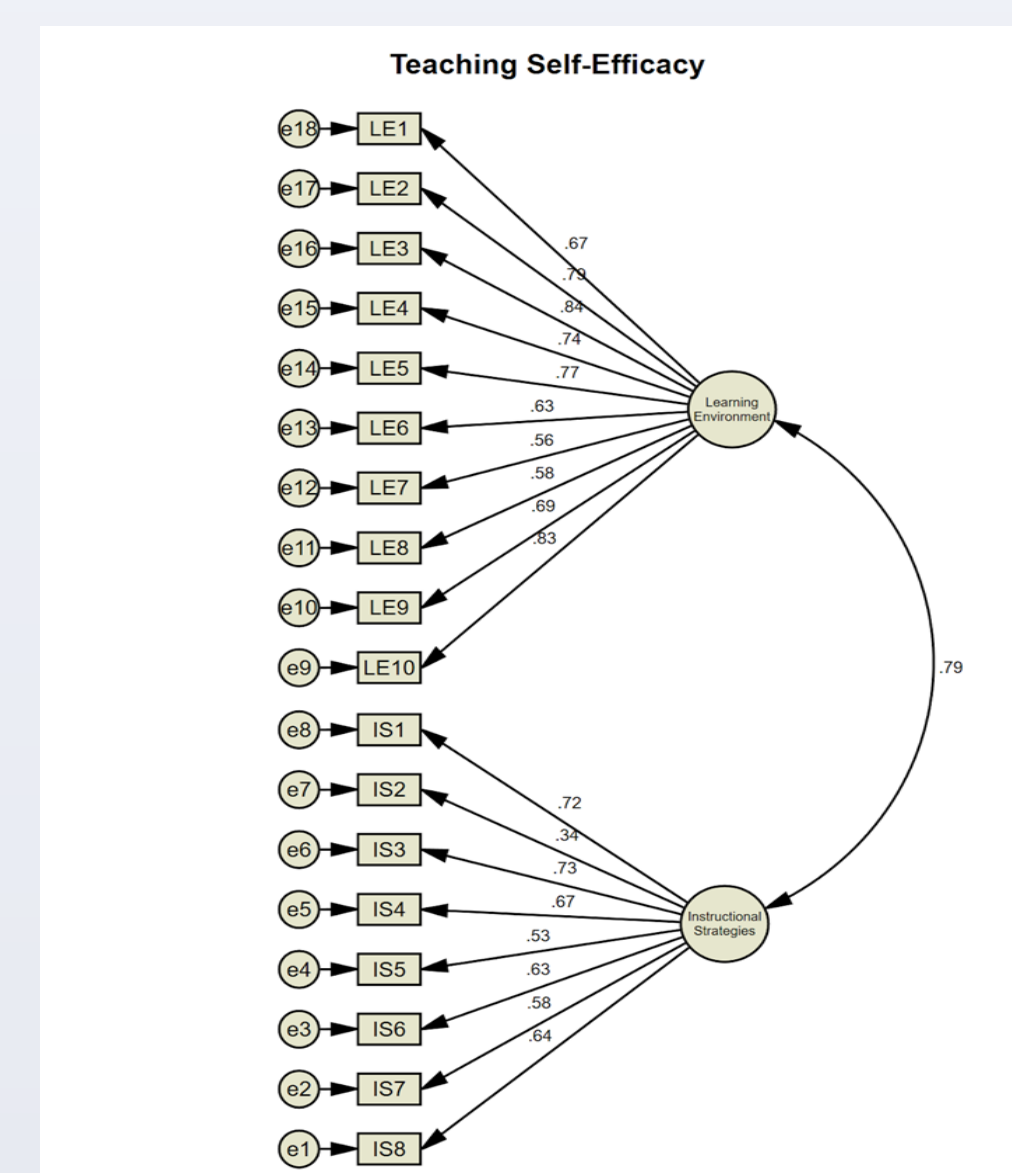 Teaching Self-Efficacy
e18 LE1
e17 LE2
.67
e16 LE3
.79
.84
e15 LE4
.74
e14 LE5
.77
Learning
Environment
.63
e13 LE6
.56
e12 LE7
.58
.69
e11 LE8
.83
e10 LE9
e9 LE10
.79
e8 IS1
e7 IS2
.72
.34
e6 IS3
.73
.67
e5 IS4
Instructional
Strategies
.53
e4 IS5
.63
.58
e3 IS6
.64
e2 IS7
e1 IS8